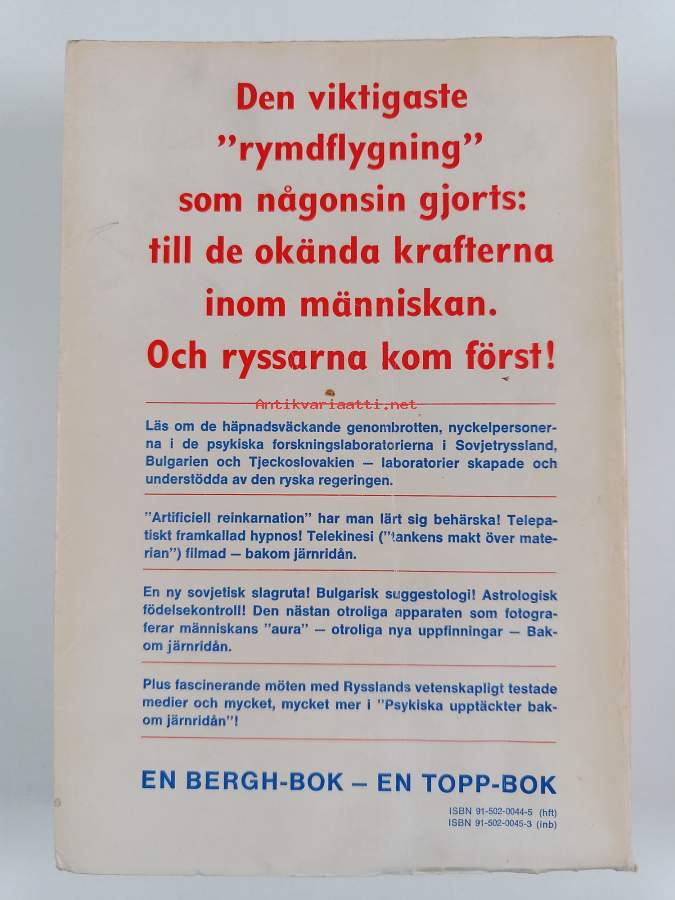 Den viktigaste
”rymdflygning”
som någonsin gjorts:
till de okända krafterna
inom människan.
Och ryssarna kom först!
Antikvariaatti.net
Läs om de häpnadsväckande genombrotten, nyckelpersoner-
na i de psykiska forskningslaboratorierna i Sovjetryssland,
Bulgarien och Tjeckoslovakien — laboratorier skapade och
understödda av den ryska regeringen.
”Artificiell reinkarnation” har man lärt sig behärska! Telepa-
tiskt framkallad hypnos! Telekinesi (”tankens makt över mate-
rian”) filmad — bakom järnridån.
En ny sovjetisk slagruta! Bulgarisk suggestologi! Astrologisk
födelsekontroll! Den nästan otroliga apparaten som fotogra-
ferar människans ”aura” — otroliga nya uppfinningar — Bak-
om järnridån.
Plus fascinerande möten med Rysslands vetenskapligt testade
medier och mycket, mycket mer i ”Psykiska upptäckter bak-
om järnridån”!
EN BERGH-BOK — EN TOPP-BOK
ISBN 91-502-0044-5 (hft)
ISBN 91-502-0045-3 (inb)